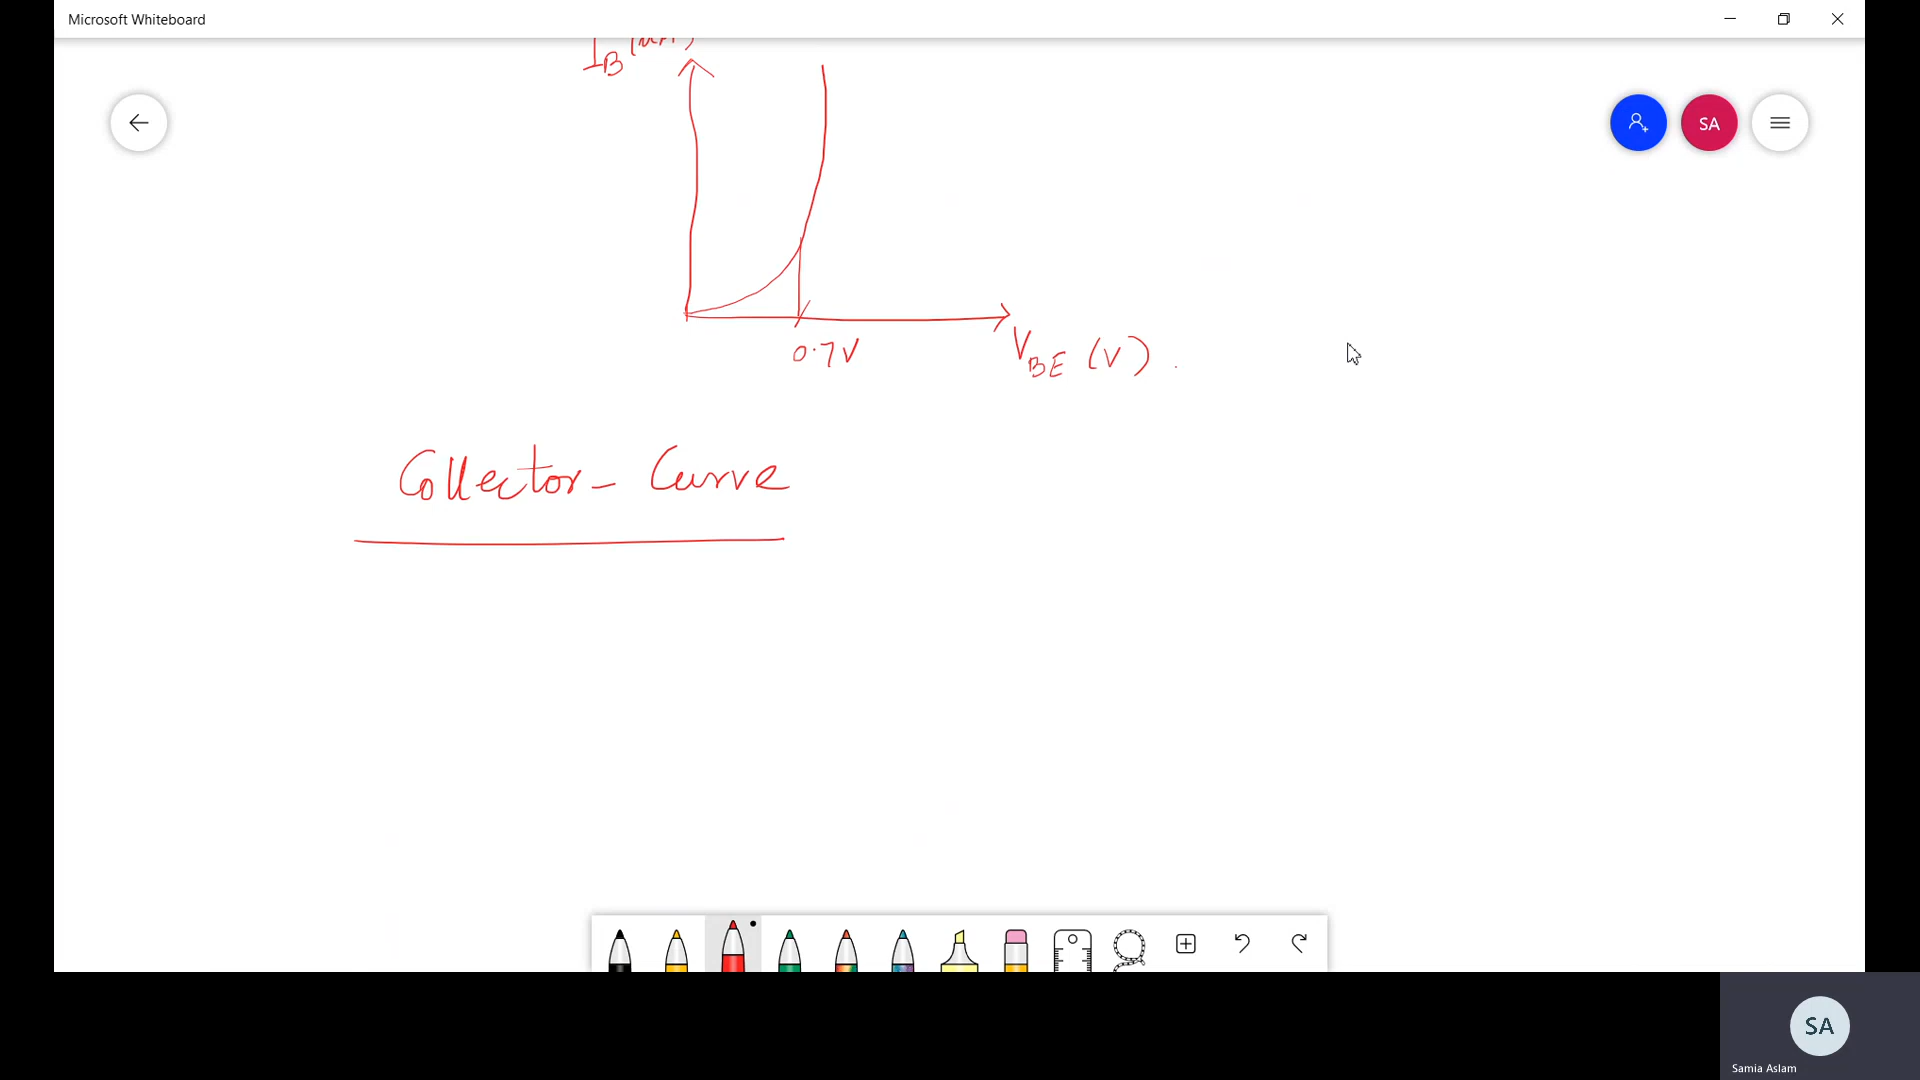 Microsoft Whiteboard
I_B
SA
0.7V
V_BE (V)
Collector - Curve
SA
Samia Aslam